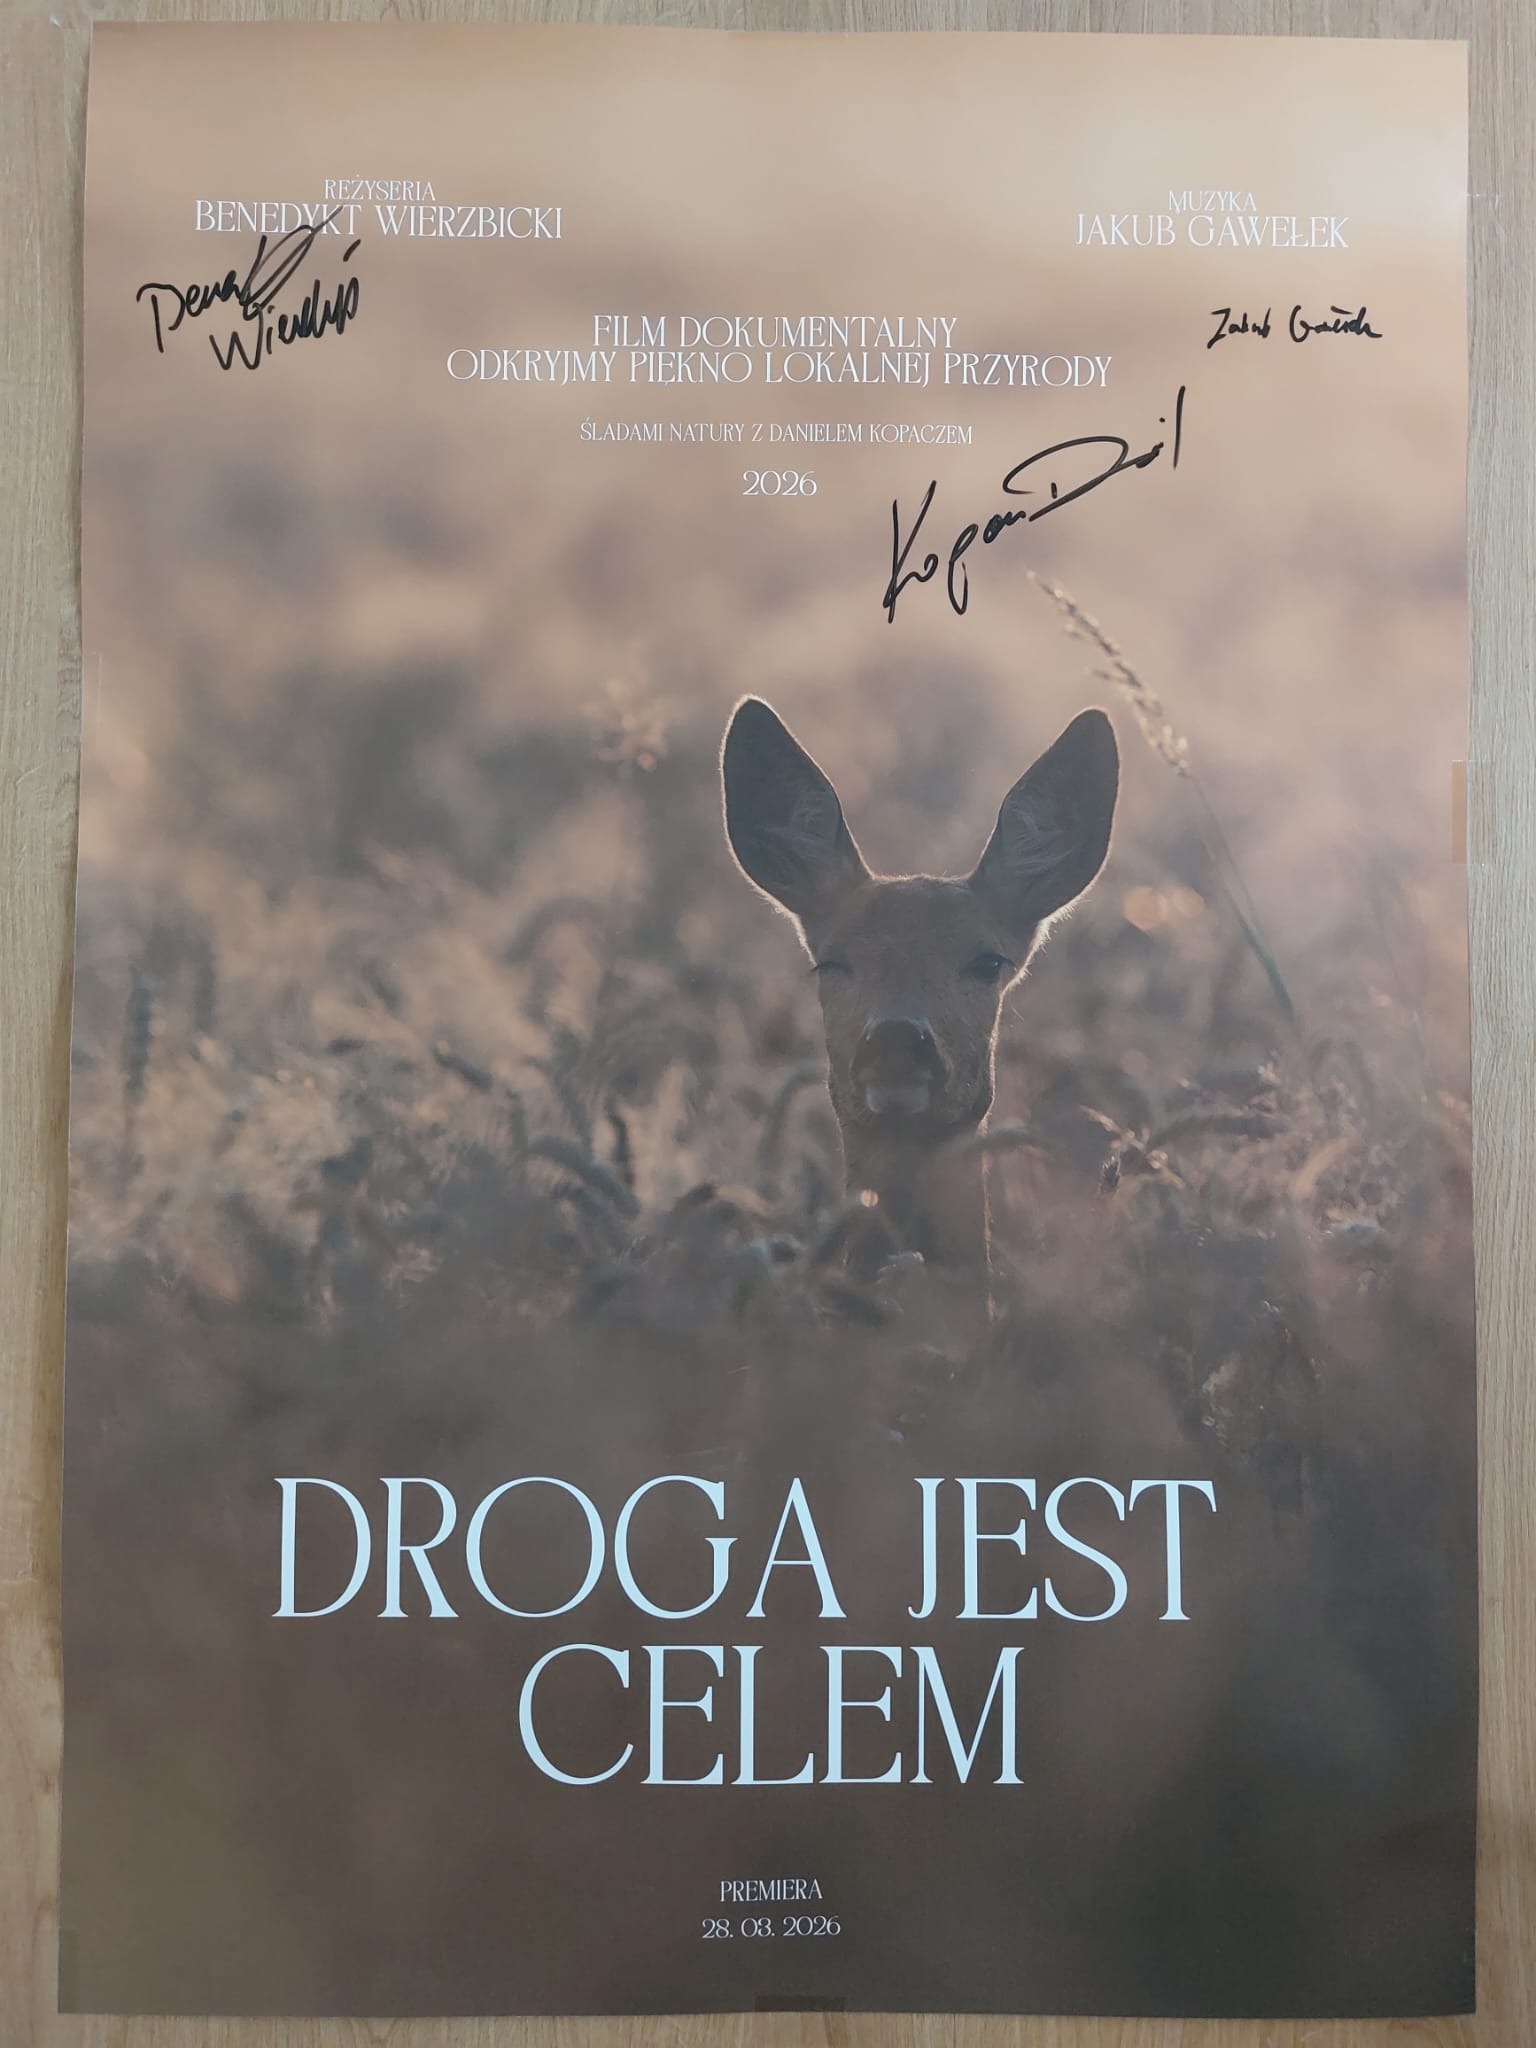 REŻYSERIA
BENEDYKT WIERZBICKI
MUZYKA
JAKUB GAWEŁEK
FILM DOKUMENTALNY
ODKRYJMY PIĘKNO LOKALNEJ PRZYRODY
ŚLADAMI NATURY Z DANIELEM KOPACZEM
2026
DROGA JEST
CELEM
PREMIERA
28. 03. 2026